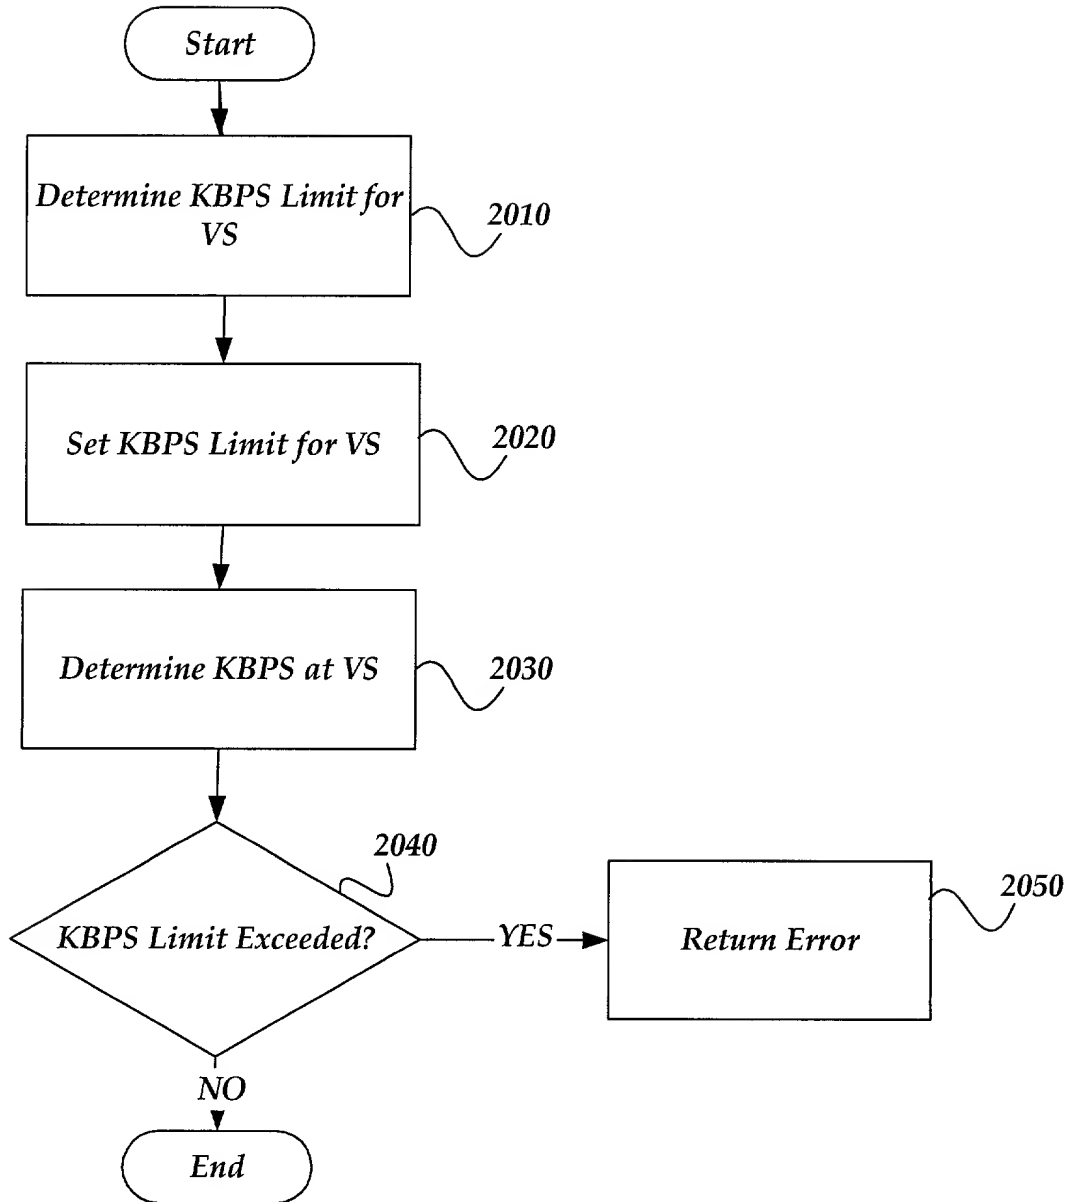 Start
Determine KBPS Limit for
VS
2010
Set KBPS Limit for VS
2020
Determine KBPS at VS
2030
2040
KBPS Limit Exceeded?
YES
Return Error
2050
NO
End